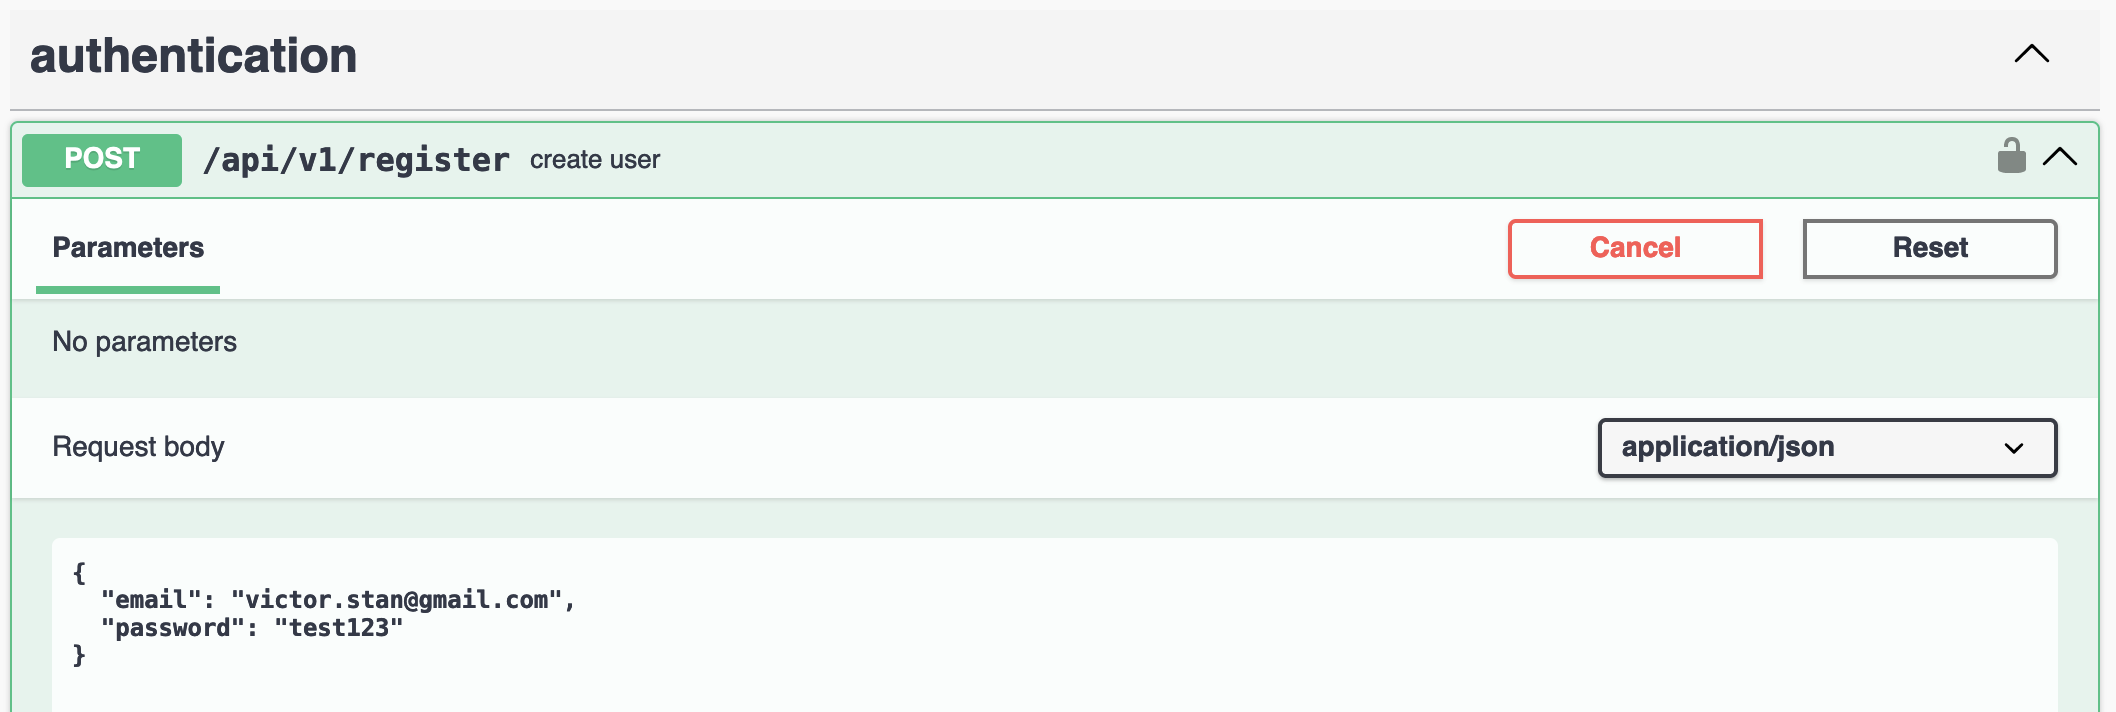 authentication
POST /api/v1/register create user
Parameters Cancel Reset
No parameters
Request body application/json
{
  "email": "victor.stan@gmail.com",
  "password": "test123"
}